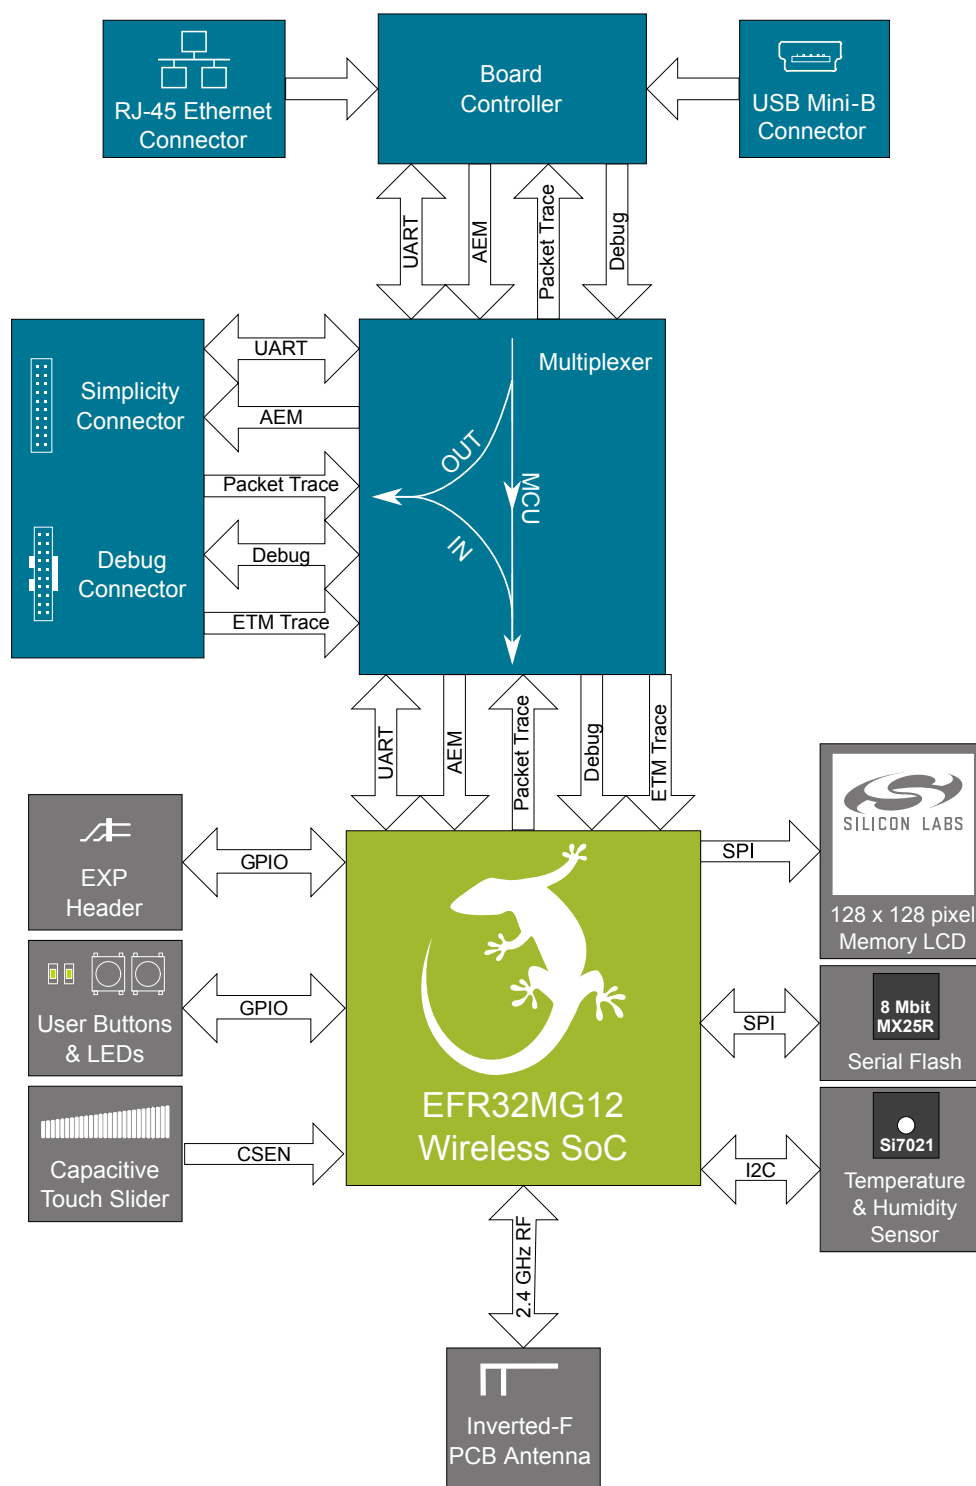 RJ-45 Ethernet
Connector
Board
Controller
USB Mini-B
Connector
UART
AEM
Packet Trace
Debug
Simplicity
Connector
Debug
Connector
UART
AEM
Packet Trace
Debug
ETM Trace
Multiplexer
OUT
MCU
IN
UART
AEM
Packet Trace
Debug
ETM Trace
EXP
Header
GPIO
User Buttons
& LEDs
GPIO
Capacitive
Touch Slider
CSEN
EFR32MG12
Wireless SoC
SPI
SILICON LABS
128 x 128 pixel
Memory LCD
SPI
8 Mbit
MX25R
Serial Flash
I2C
Si7021
Temperature
& Humidity
Sensor
2.4 GHz RF
Inverted-F
PCB Antenna